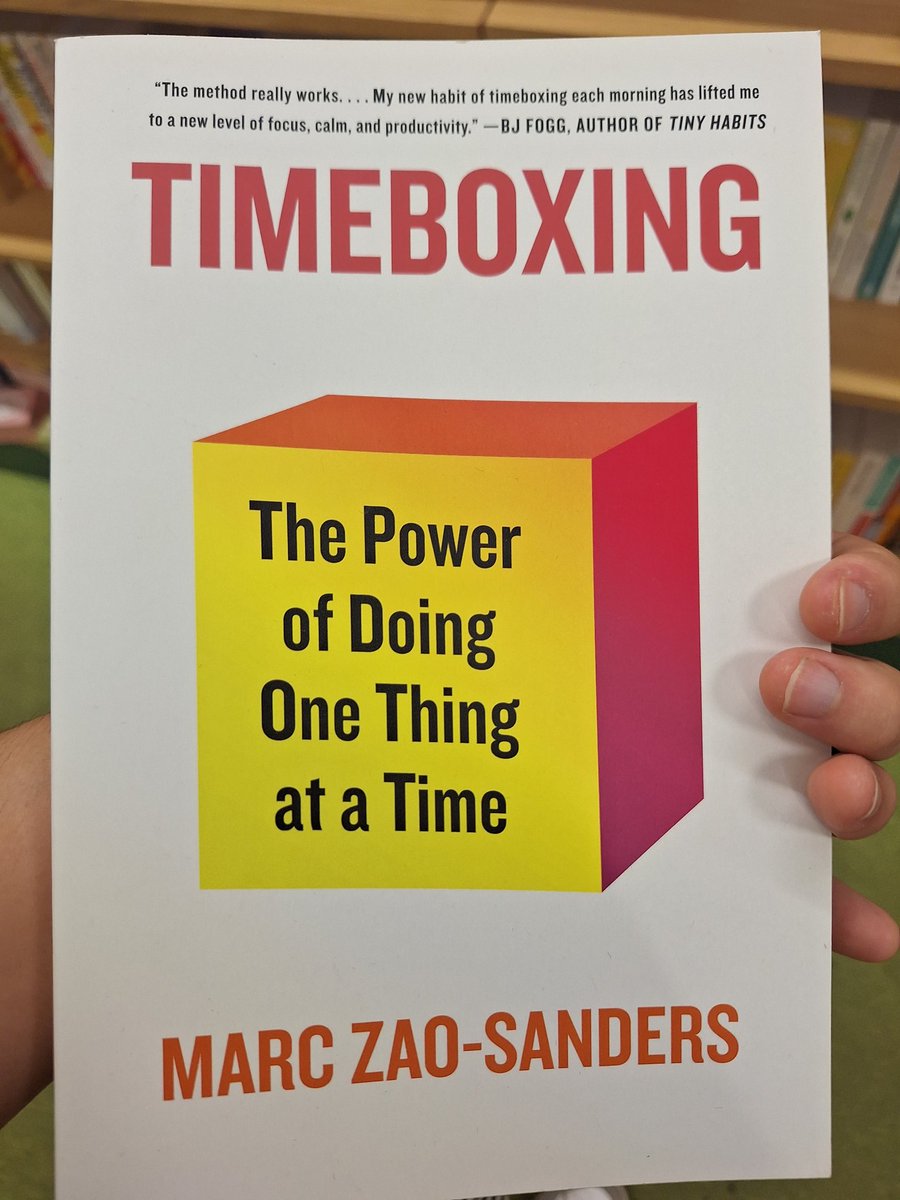 “The method really works. . . . My new habit of timeboxing each morning has lifted me
to a new level of focus, calm, and productivity.” —BJ FOGG, AUTHOR OF TINY HABITS
TIMEBOXING
The Power
of Doing
One Thing
at a Time
MARC ZAO-SANDERS